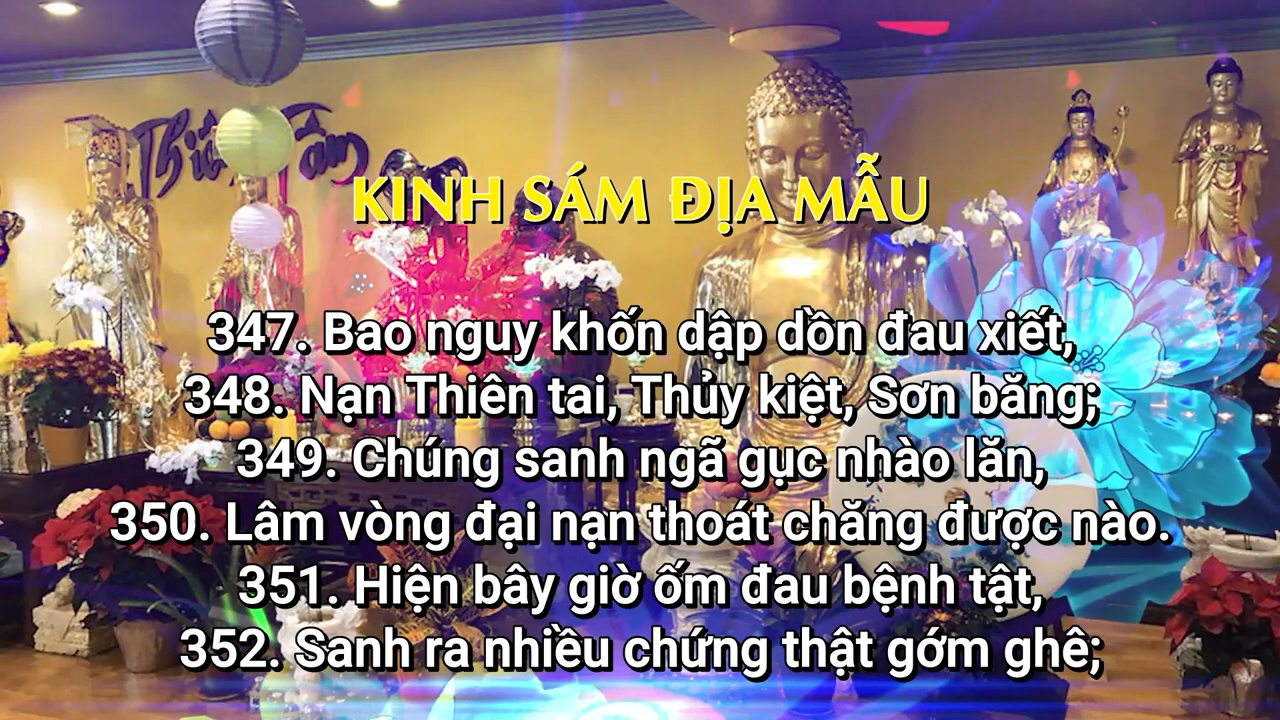 Thiên Tâm
KINH SÁM ĐỊA MẪU
347. Bao nguy khốn dập dồn đau xiết,
348. Nạn Thiên tai, Thủy kiệt, Sơn băng;
349. Chúng sanh ngã gục nhào lăn,
350. Lâm vòng đại nạn thoát chăng được nào.
351. Hiện bây giờ ốm đau bệnh tật,
352. Sanh ra nhiều chứng thật gớm ghê;